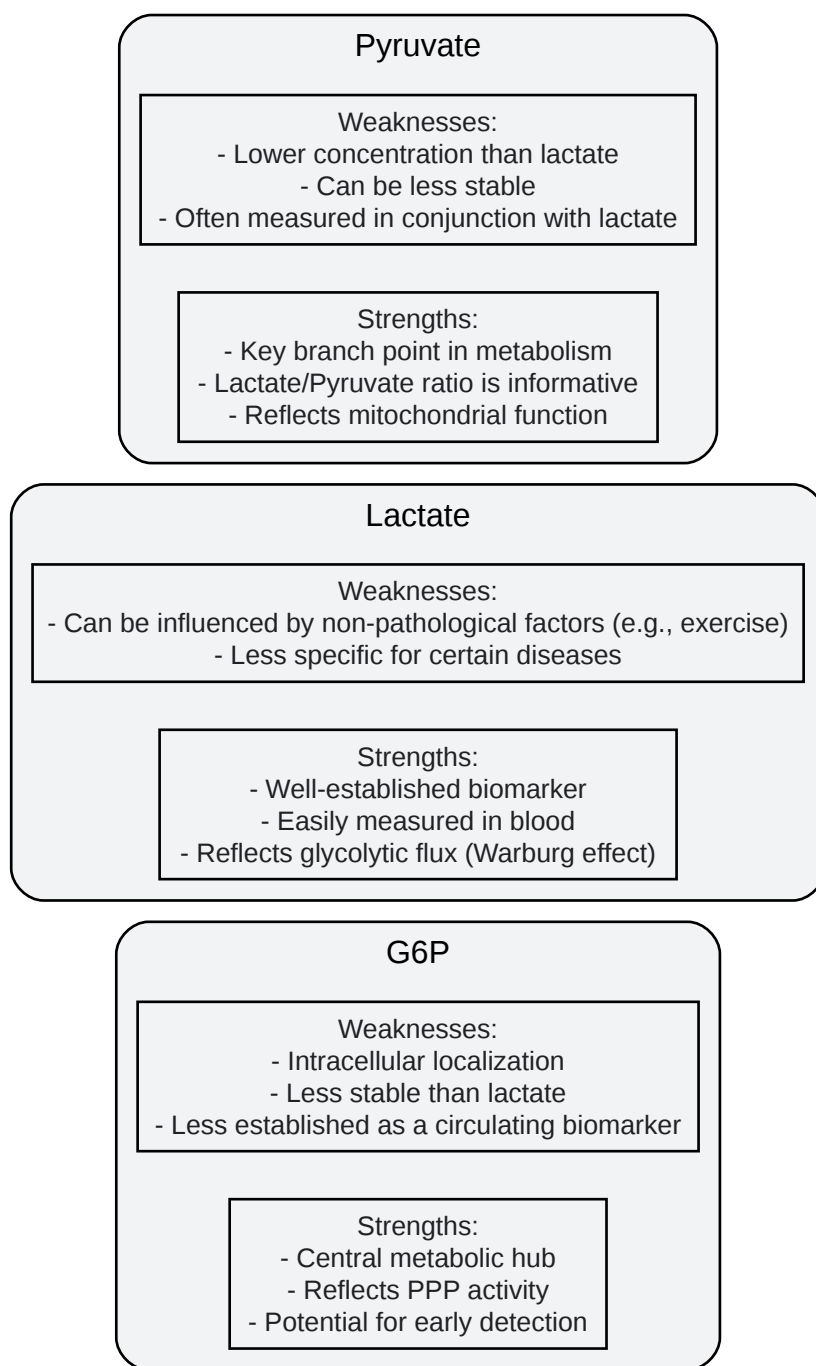 Pyruvate
Weaknesses:
- Lower concentration than lactate
- Can be less stable
- Often measured in conjunction with lactate
Strengths:
- Key branch point in metabolism
- Lactate/Pyruvate ratio is informative
- Reflects mitochondrial function
Lactate
Weaknesses:
- Can be influenced by non-pathological factors (e.g., exercise)
- Less specific for certain diseases
Strengths:
- Well-established biomarker
- Easily measured in blood
- Reflects glycolytic flux (Warburg effect)
G6P
Weaknesses:
- Intracellular localization
- Less stable than lactate
- Less established as a circulating biomarker
Strengths:
- Central metabolic hub
- Reflects PPP activity
- Potential for early detection